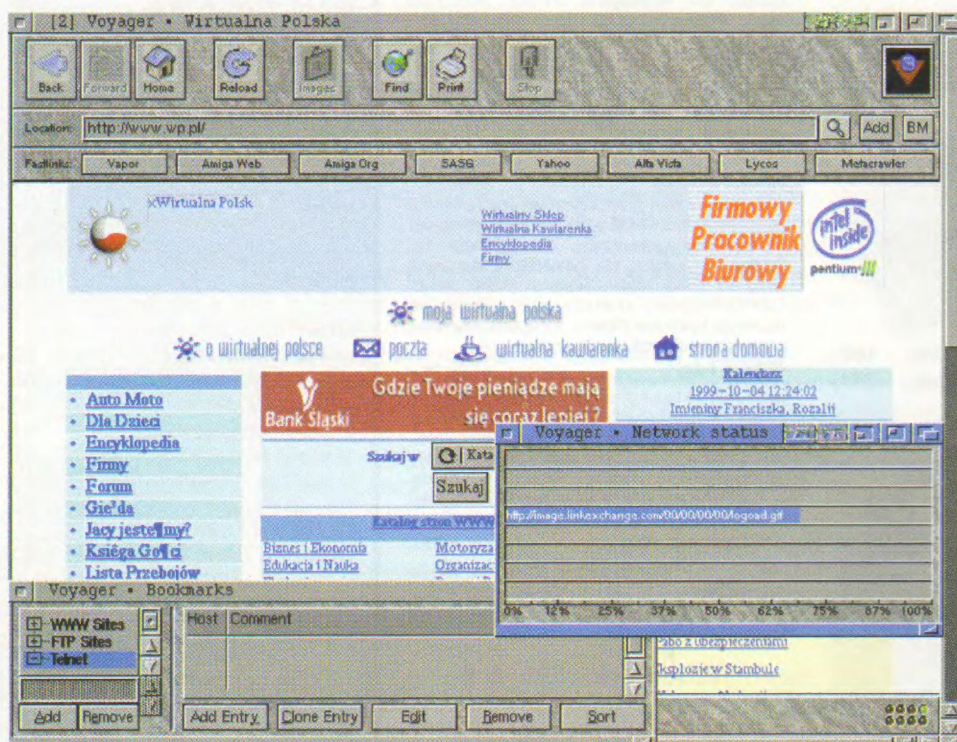 [2] Voyager • Wirtualna Polska
Back Forward Home Reload Images Find Print Stop
Location: http://www.wp.pl/ Add BM
Fastlinks: Vapor Amiga Web Amiga Org SASG Yahoo Alta Vista Lycos Metacrawler
xWirtualna Polsk
Wirtualny Sklep
Wirtualna Kawiarenka
Encyklopedia
Firmy
Firmowy
Pracownik
Biurowy
intel
inside
pentium III
moja wirtualna polska
o wirtualnej polsce poczta wirtualna kawiarenka strona domowa
• Auto Moto
• Dla Dzieci
• Encyklopedia
• Firmy
• Forum
• Gie³da
• Jacy jeste¶my?
• Ksiêga Go¶ci
• Lista Przebojów
Bank Śląski
Gdzie Twoje pieniądze mają
się coraz lepiej ?
Kalendarz
1999-10-04 12:24:02
Imieniny Franciszka, Rozalii
Szukaj w Kata
Szukaj
Katalog stron WWW
Biznes i Ekonomia Motoryza
Edukacja i Nauka Organizac
Voyager • Network status
http://image.linkexchange.com/00/00/00/00/logoad.gif
0% 12% 25% 37% 50% 62% 75% 87% 100%
Voyager • Bookmarks
WWW Sites
FTP Sites
Telnet
Add Remove
Host Comment
Add Entry Clone Entry Edit Remove Sort
z ubezpieczeniami
Eksplozje w Stambule